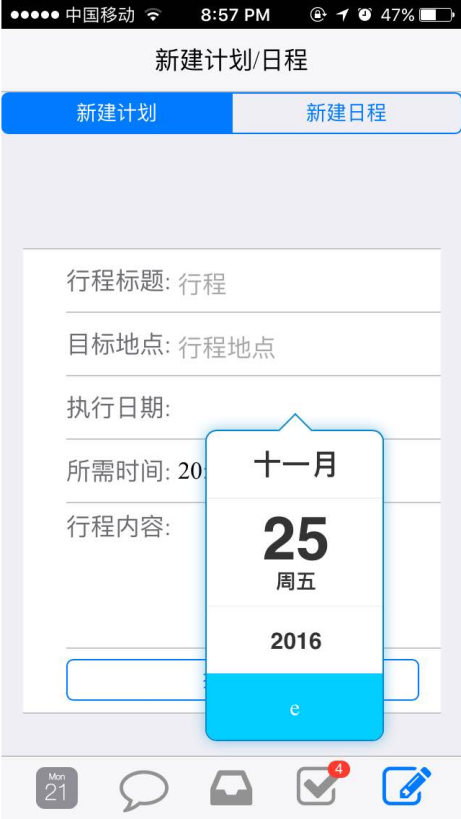 中国移动 8:57 PM 47%
新建计划/日程
新建计划 新建日程
行程标题: 行程
目标地点: 行程地点
执行日期:
所需时间: 20
行程内容:
十一月
25
周五
2016
e
Mon
21
4